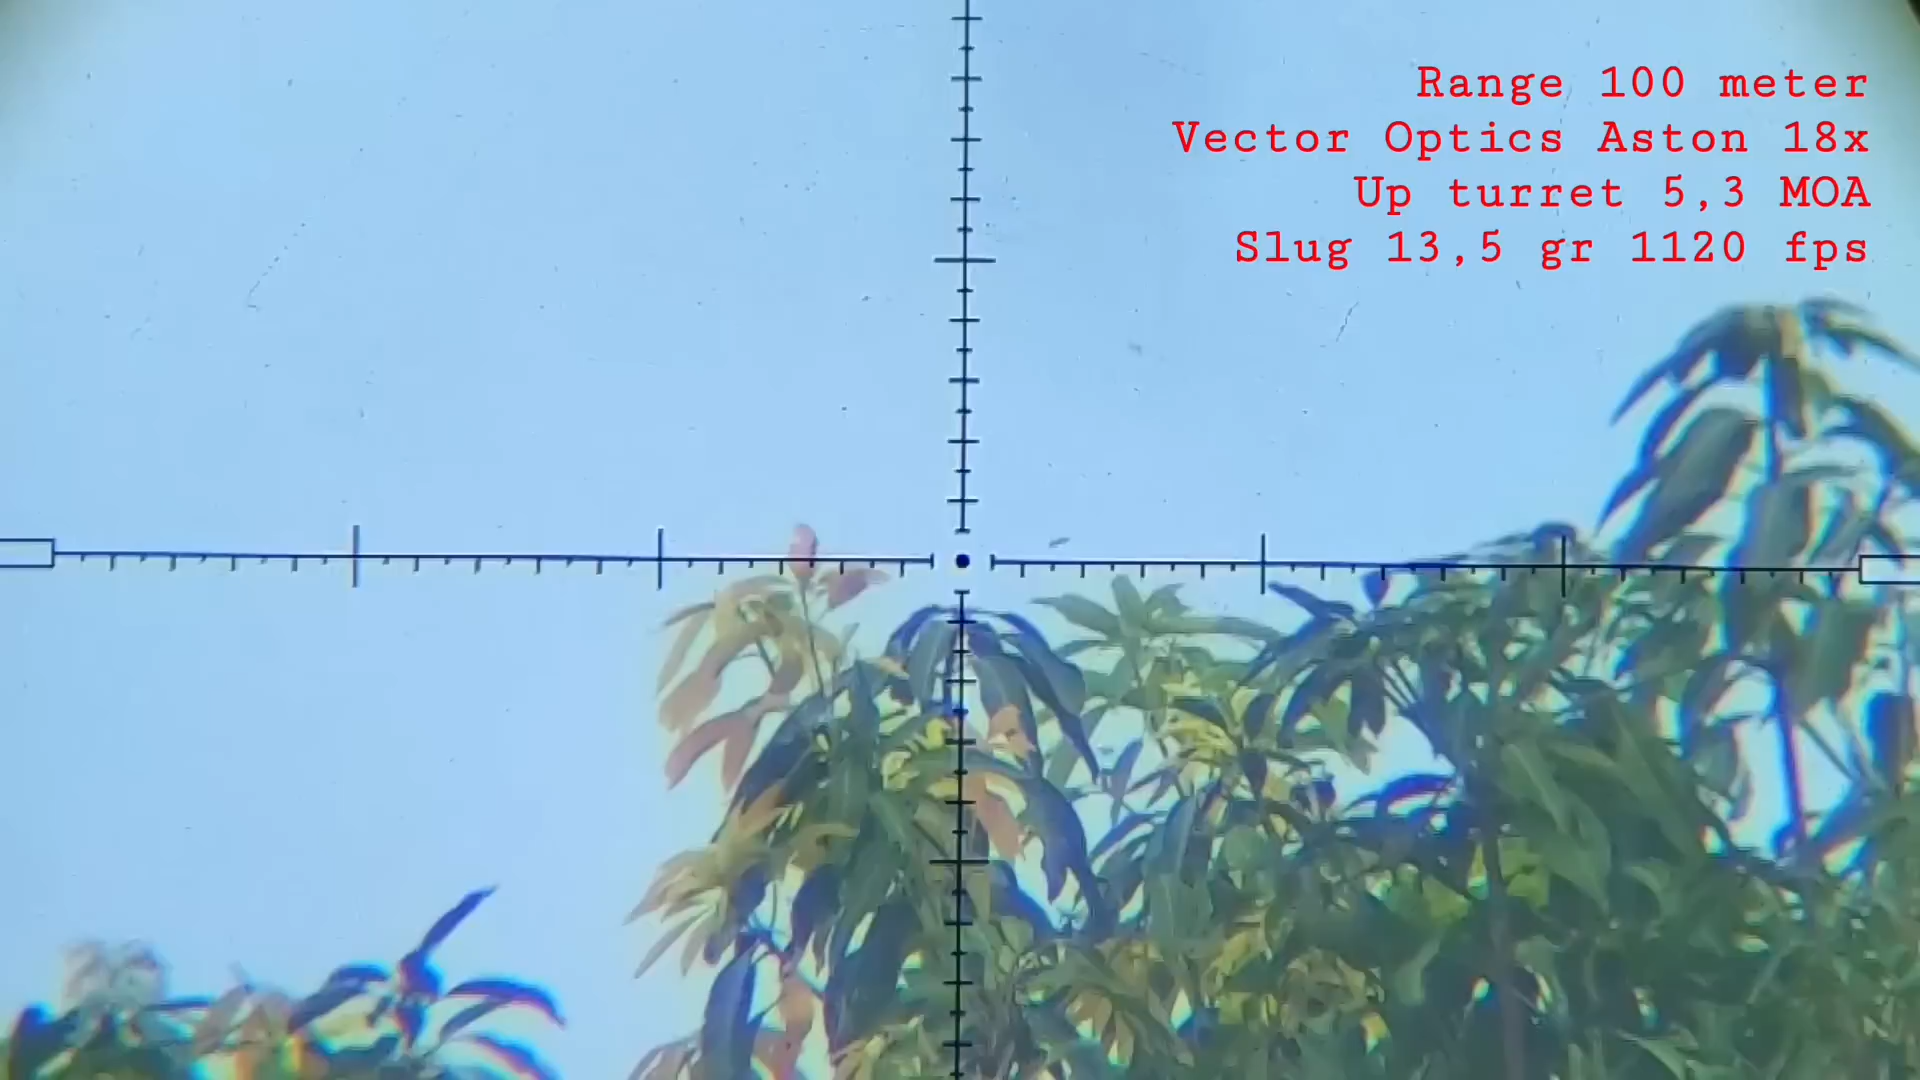 Range 100 meter
Vector Optics Aston 18x
Up turret 5,3 MOA
Slug 13,5 gr 1120 fps